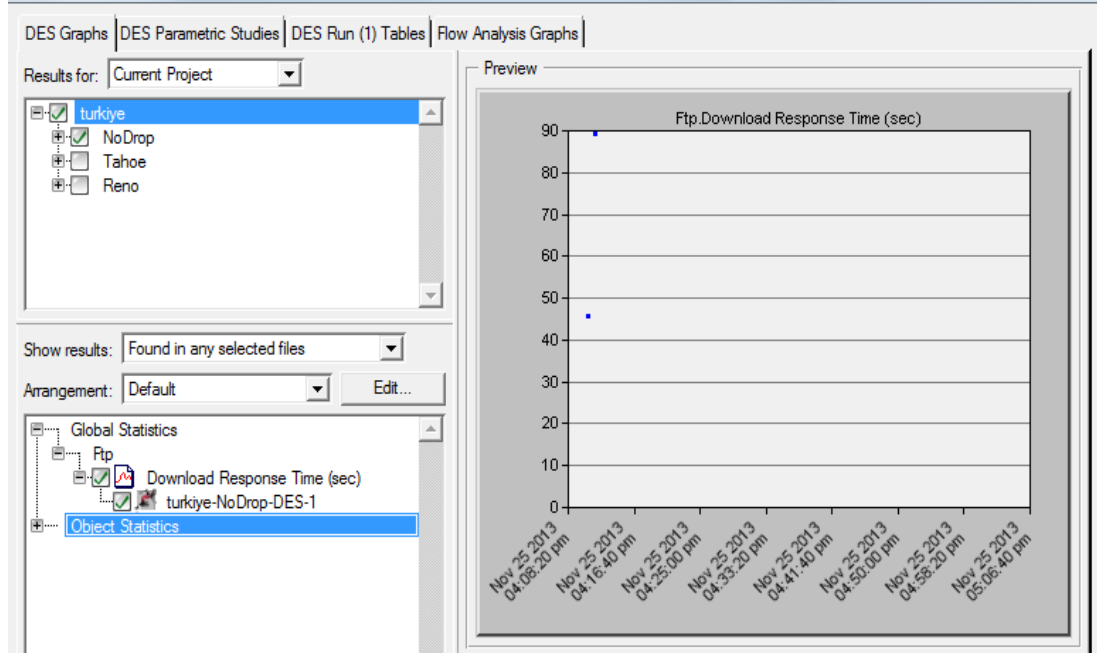 DES Graphs DES Parametric Studies DES Run (1) Tables Flow Analysis Graphs
Results for: Current Project
turkiye
NoDrop
Tahoe
Reno
Show results: Found in any selected files
Arrangement: Default Edit...
Global Statistics
Ftp
Download Response Time (sec)
turkiye-NoDrop-DES-1
Object Statistics
Preview
Ftp.Download Response Time (sec)
90
80
70
60
50
40
30
20
10
0
Nov 25 2013
04:08:20 pm
Nov 25 2013
04:16:40 pm
Nov 25 2013
04:25:00 pm
Nov 25 2013
04:33:20 pm
Nov 25 2013
04:41:40 pm
Nov 25 2013
04:50:00 pm
Nov 25 2013
04:58:20 pm
Nov 25 2013
05:06:40 pm